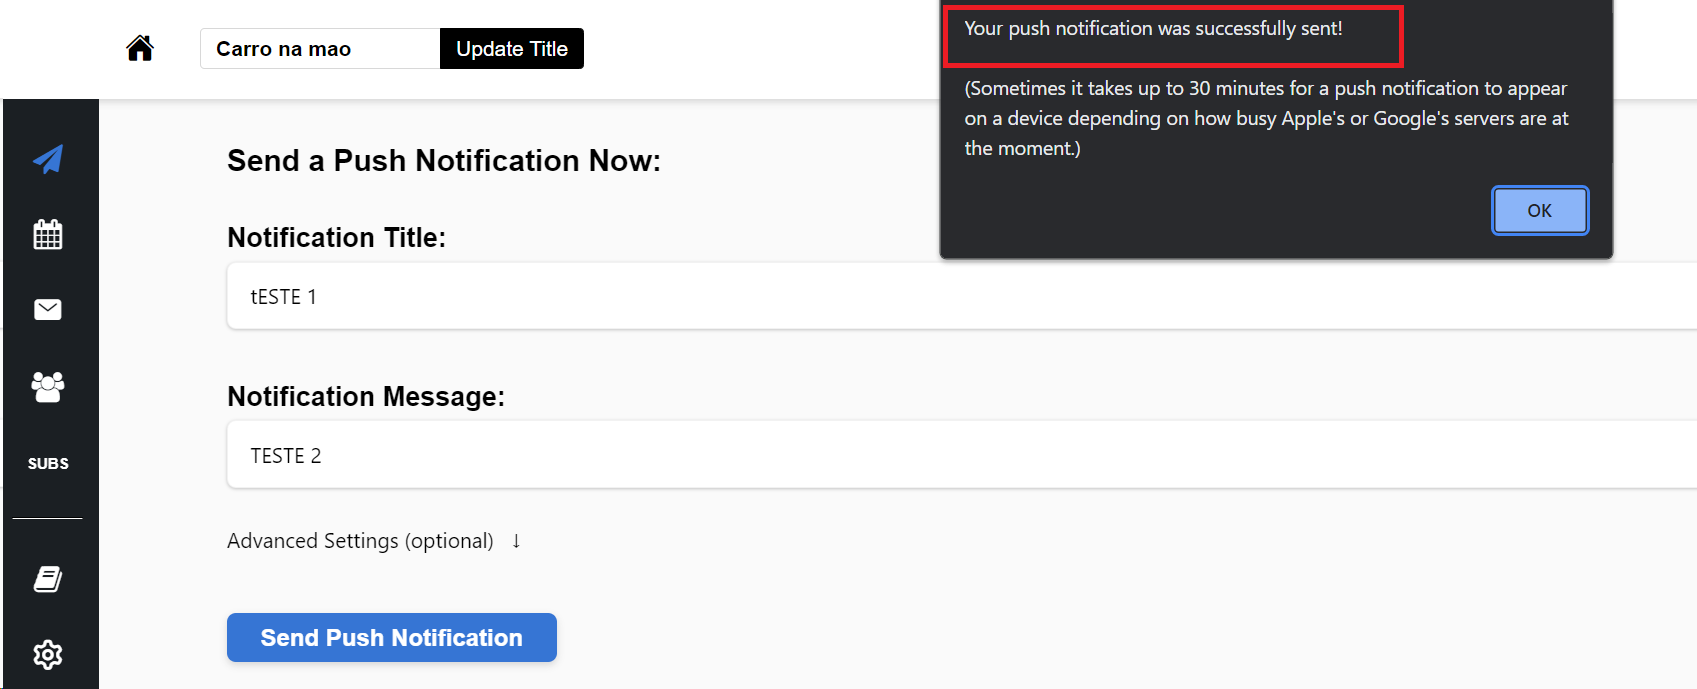 Carro na mao
Update Title
Your push notification was successfully sent!
(Sometimes it takes up to 30 minutes for a push notification to appear
on a device depending on how busy Apple's or Google's servers are at
the moment.)
OK
Send a Push Notification Now:
Notification Title:
tESTE 1
Notification Message:
TESTE 2
SUBS
Advanced Settings (optional) ↓
Send Push Notification